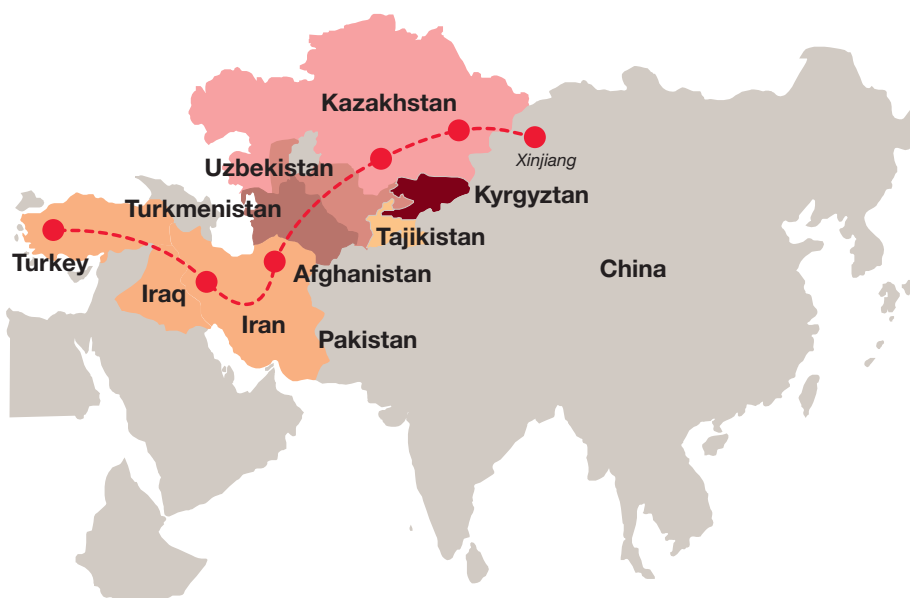 Kazakhstan
Xinjiang
Uzbekistan
Kyrgyztan
Turkmenistan
Tajikistan
Turkey
Afghanistan
China
Iraq
Iran
Pakistan